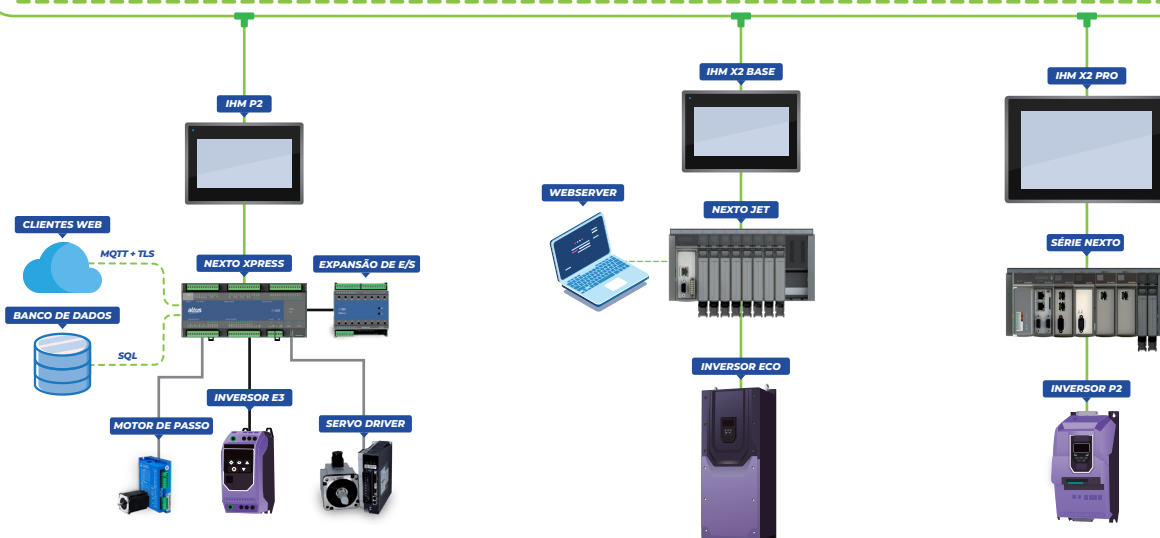 IHM P2
IHM X2 BASE
IHM X2 PRO
WEBSERVER
NEXTO JET
CLIENTES WEB
MQTT + TLS
NEXTO XPRESS
EXPANSÃO DE E/S
SÉRIE NEXTO
altus
BANCO DE DADOS
SQL
INVERSOR ECO
INVERSOR E3
INVERSOR P2
MOTOR DE PASSO
SERVO DRIVER